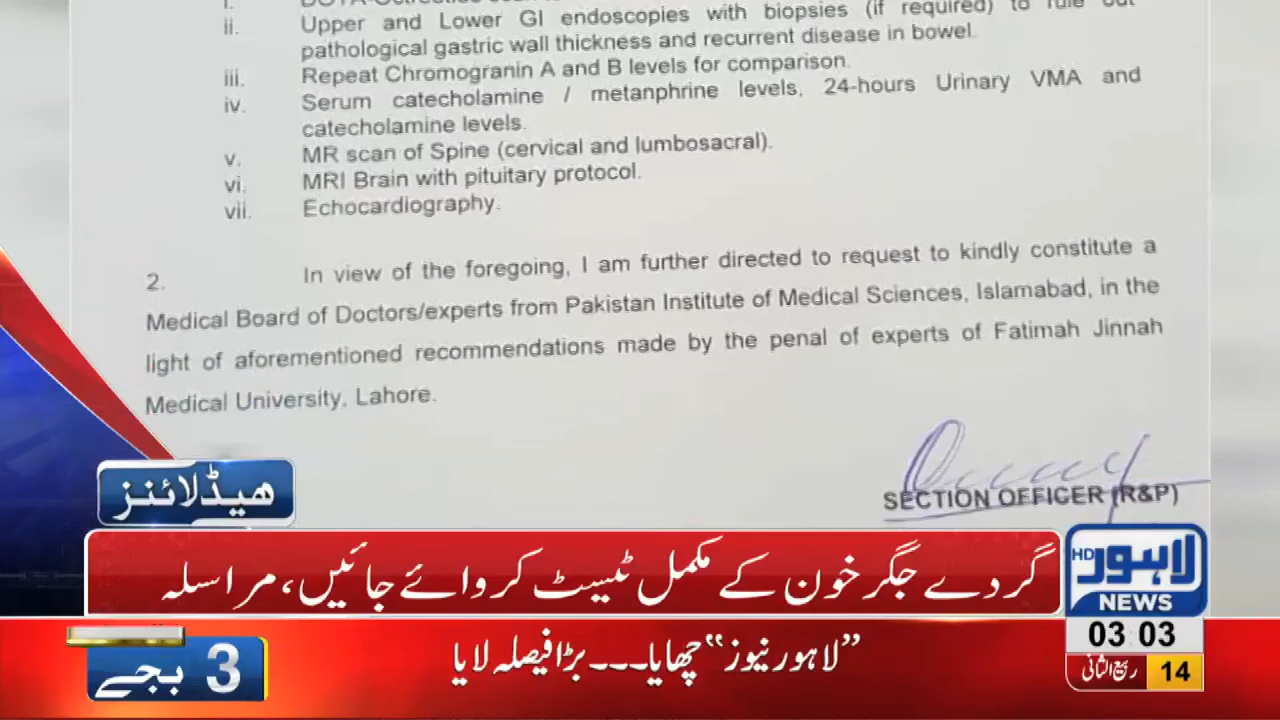 i.
ii. Upper and Lower GI endoscopies with biopsies (if required) to rule out
pathological gastric wall thickness and recurrent disease in bowel.
iii. Repeat Chromogranin A and B levels for comparison.
iv. Serum catecholamine / metanphrine levels, 24-hours Urinary VMA and
catecholamine levels.
v. MR scan of Spine (cervical and lumbosacral).
vi. MRI Brain with pituitary protocol.
vii. Echocardiography.
2. In view of the foregoing, I am further directed to request to kindly constitute a
Medical Board of Doctors/experts from Pakistan Institute of Medical Sciences, Islamabad, in the
light of aforementioned recommendations made by the penal of experts of Fatimah Jinnah
Medical University, Lahore.
SECTION OFFICER (R&P)
ھیڈلائنز
گردے جگر خون کے مکمل ٹیسٹ کروائے جائیں، مراسلہ
HD لاہور
NEWS
03 03
14 ربیع الثانی
”لاہور نیوز“ چھایا۔۔۔ بڑا فیصلہ لایا
3 بجے